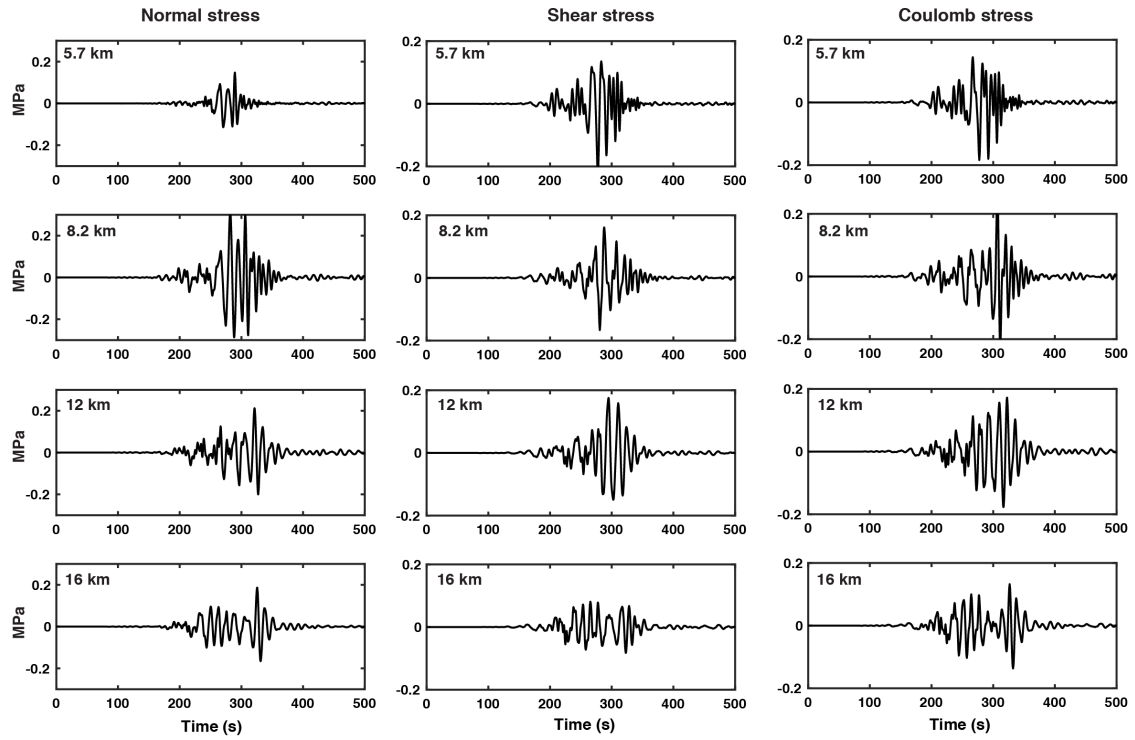 Normal stress Shear stress Coulomb stress
5.7 km 5.7 km 5.7 km
0.2 0.2 0.2
MPa 0 0 0
-0.2 -0.2 -0.2
0 100 200 300 400 500 0 100 200 300 400 500 0 100 200 300 400 500
8.2 km 8.2 km 8.2 km
0.2 0.2 0.2
MPa 0 0 0
-0.2 -0.2 -0.2
0 100 200 300 400 500 0 100 200 300 400 500 0 100 200 300 400 500
12 km 12 km 12 km
0.2 0.2 0.2
MPa 0 0 0
-0.2 -0.2 -0.2
0 100 200 300 400 500 0 100 200 300 400 500 0 100 200 300 400 500
16 km 16 km 16 km
0.2 0.2 0.2
MPa 0 0 0
-0.2 -0.2 -0.2
0 100 200 300 400 500 0 100 200 300 400 500 0 100 200 300 400 500
Time (s) Time (s) Time (s)